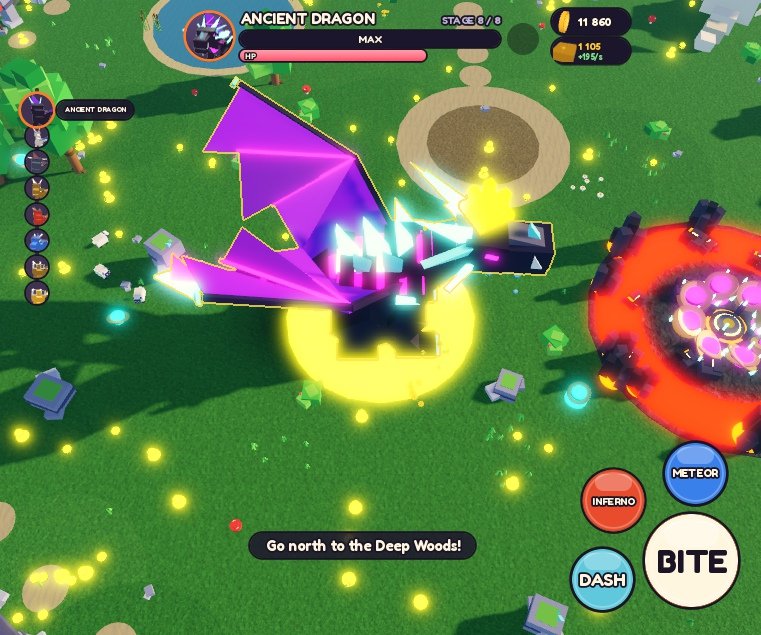 ANCIENT DRAGON
STAGE 8 / 8
MAX
HP
11 860
1 105
+195/s
ANCIENT DRAGON
METEOR
INFERNO
BITE
DASH
Go north to the Deep Woods!